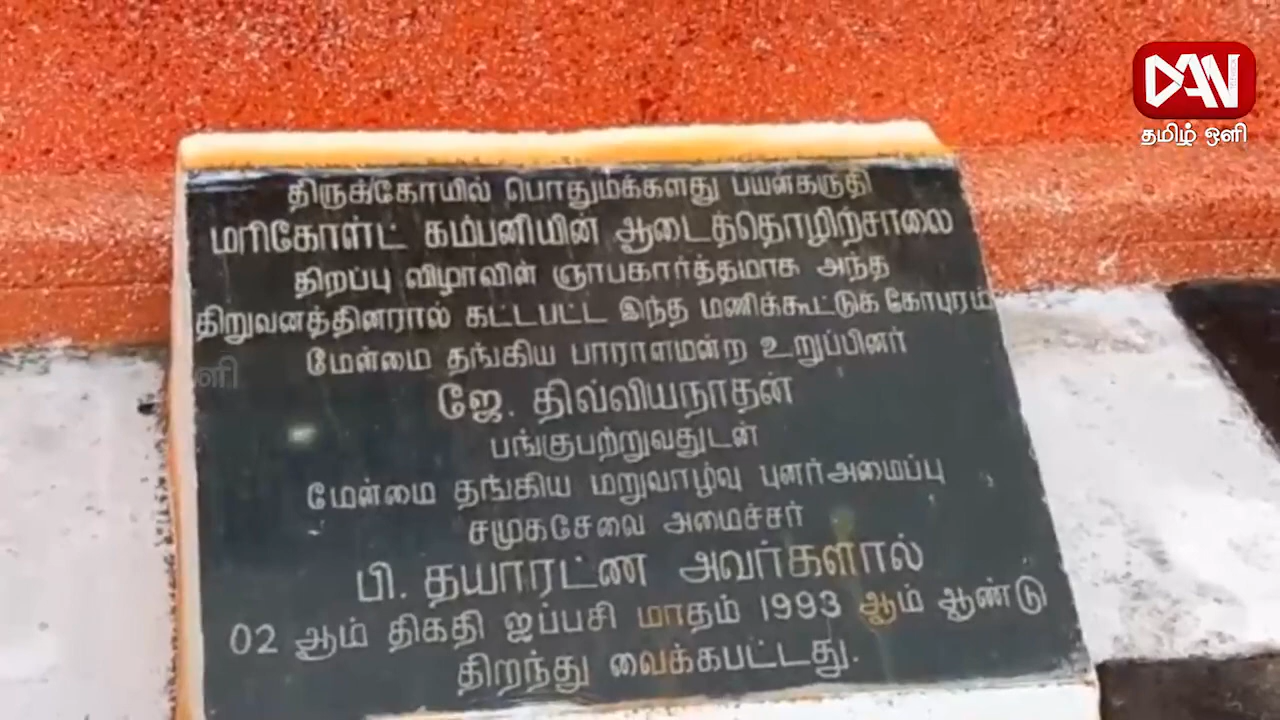 DAN
தமிழ் ஒளி
திருக்கோயில் பொதுமக்களது பயன்கருதி
மரிகோள்ட் கம்பனியின் ஆடைத்தொழிற்சாலை
திறப்பு விழாவின் ஞாபகார்த்தமாக அந்த
நிறுவனத்தினரால் கட்டபட்ட இந்த மணிக்கூட்டுக் கோபுரம்
மேன்மை தங்கிய பாராளமன்ற உறுப்பினர்
ஜே. திவ்வியநாதன்
பங்குபற்றுவதுடன்
மேன்மை தங்கிய மறுவாழ்வு புனர்அமைப்பு
சமுகசேவை அமைச்சர்
பி. தயாரட்ண அவர்களால்
02 ஆம் திகதி ஐப்பசி மாதம் 1993 ஆம் ஆண்டு
திறந்து வைக்கபட்டது.